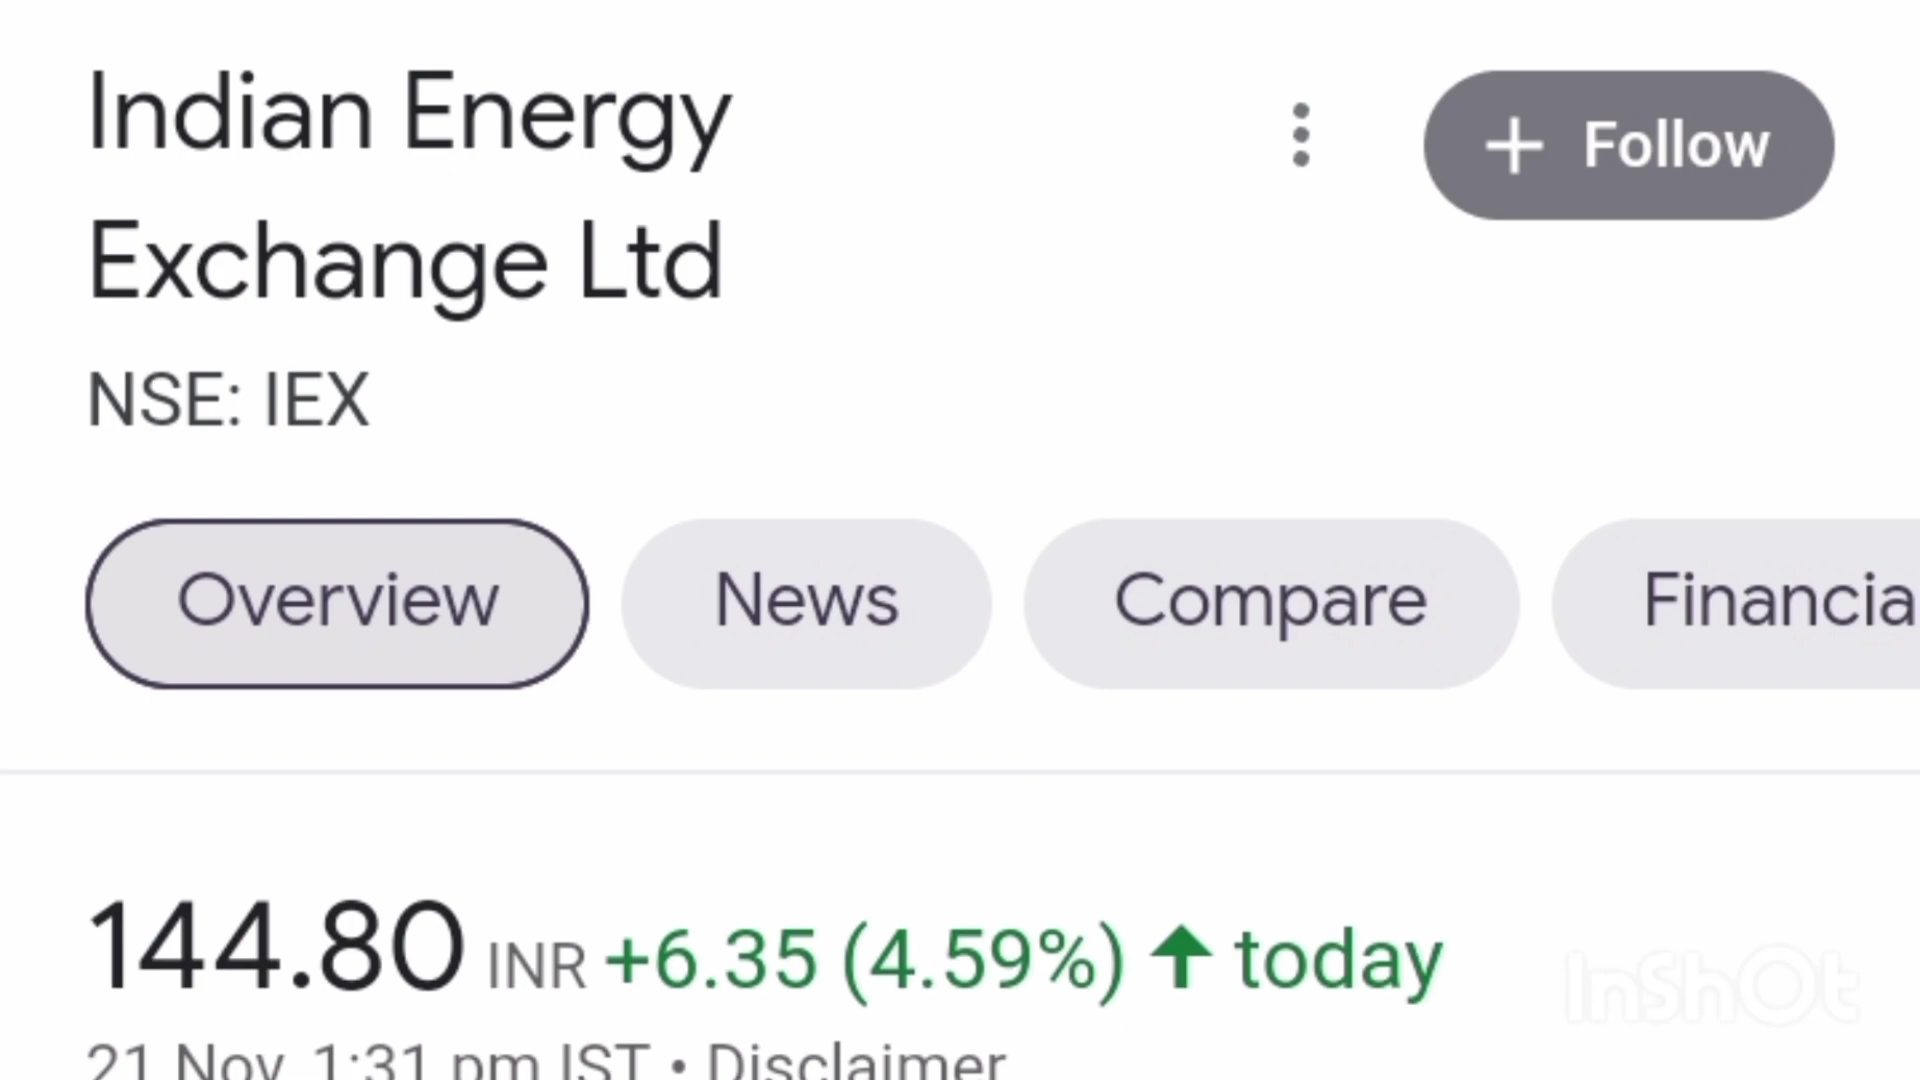 Indian Energy
Exchange Ltd
+ Follow
NSE: IEX
Overview News Compare Financia
144.80 INR +6.35 (4.59%) today
21 Nov, 1:31 pm IST • Disclaimer
InShOt